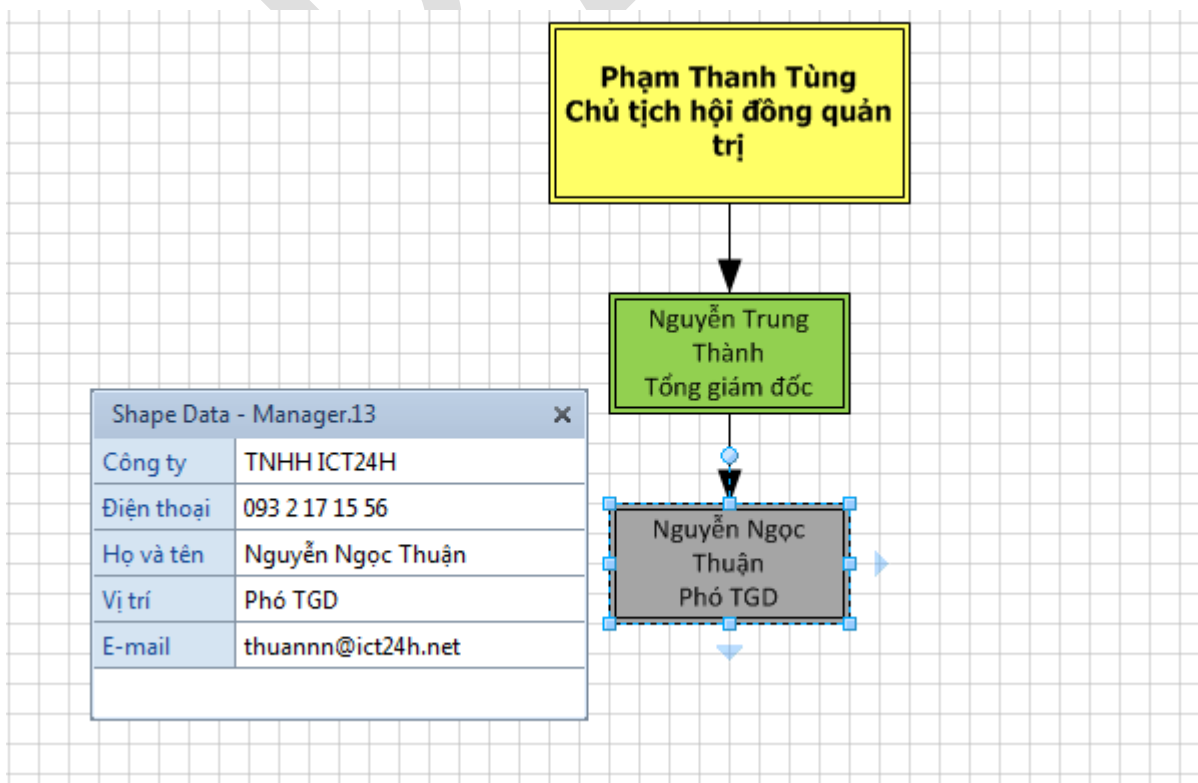 Phạm Thanh Tùng
Chủ tịch hội đồng quản
trị
Nguyễn Trung
Thành
Tổng giám đốc
Shape Data - Manager.13
Công ty TNHH ICT24H
Điện thoại 093 2 17 15 56
Họ và tên Nguyễn Ngọc Thuận
Vị trí Phó TGD
E-mail thuannn@ict24h.net
Nguyễn Ngọc
Thuận
Phó TGD